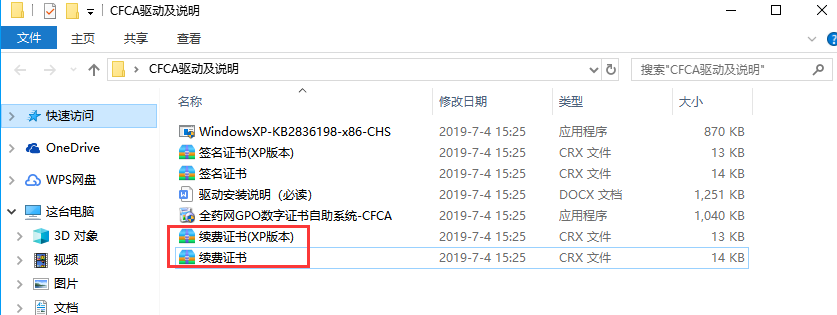 CFCA驱动及说明
文件 主页 共享 查看
CFCA驱动及说明 搜索"CFCA驱动及说明"
名称 修改日期 类型 大小
快速访问
OneDrive
WPS网盘
这台电脑
3D 对象
视频
图片
文档
WindowsXP-KB2836198-x86-CHS 2019-7-4 15:25 应用程序 870 KB
签名证书(XP版本) 2019-7-4 15:25 CRX 文件 13 KB
签名证书 2019-7-4 15:25 CRX 文件 14 KB
驱动安装说明（必读） 2019-7-4 15:25 DOCX 文档 1,251 KB
全药网GPO数字证书自助系统-CFCA 2019-7-4 15:25 应用程序 1,040 KB
续费证书(XP版本) 2019-7-4 15:25 CRX 文件 13 KB
续费证书 2019-7-4 15:25 CRX 文件 14 KB